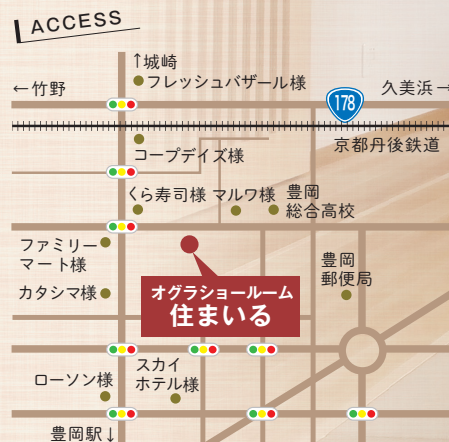 ACCESS
↑城崎
フレッシュバザール様
←竹野
178
久美浜→
京都丹後鉄道
コープデイズ様
くら寿司様
マルワ様
豊岡
総合高校
ファミリー
マート様
カタシマ様
オグラショールーム
住まいる
豊岡
郵便局
スカイ
ホテル様
ローソン様
豊岡駅↓